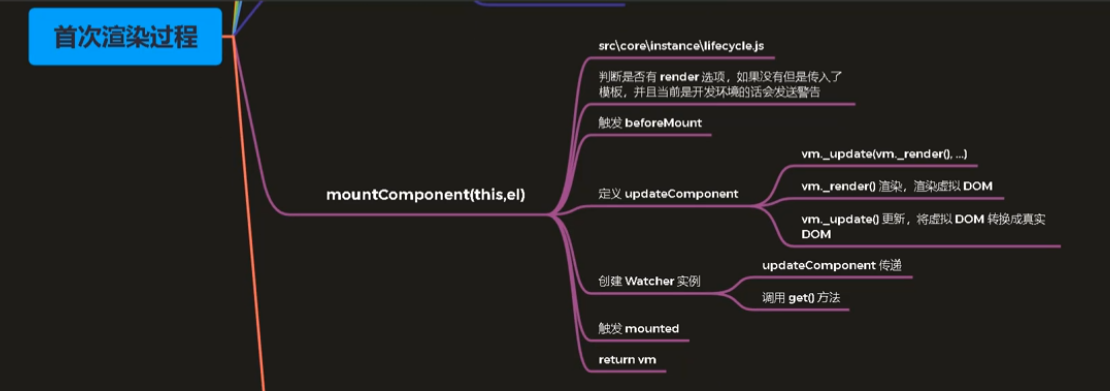 首次渲染过程
mountComponent(this,el)
src\core\instance\lifecycle.js
判断是否有 render 选项，如果没有但是传入了
模板，并且当前是开发环境的话会发送警告
触发 beforeMount
定义 updateComponent
vm._update(vm._render(), ...)
vm._render() 渲染，渲染虚拟 DOM
vm._update() 更新，将虚拟 DOM 转换成真实
DOM
创建 Watcher 实例
updateComponent 传递
调用 get() 方法
触发 mounted
return vm